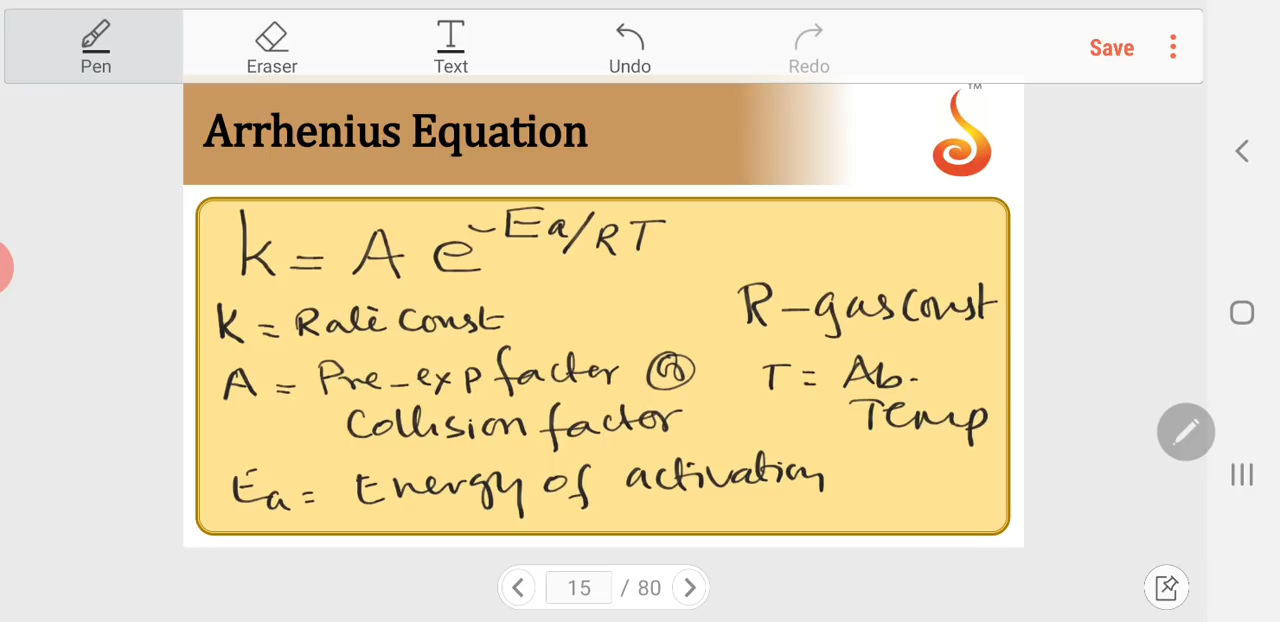 Pen Eraser Text Undo Redo Save
TM
Arrhenius Equation
k = A e^-Ea/RT
K = Rate Const
R - gas Const
A = Pre-exp factor or
Collision factor
T = Ab.
Temp
Ea = Energy of activation
15 / 80